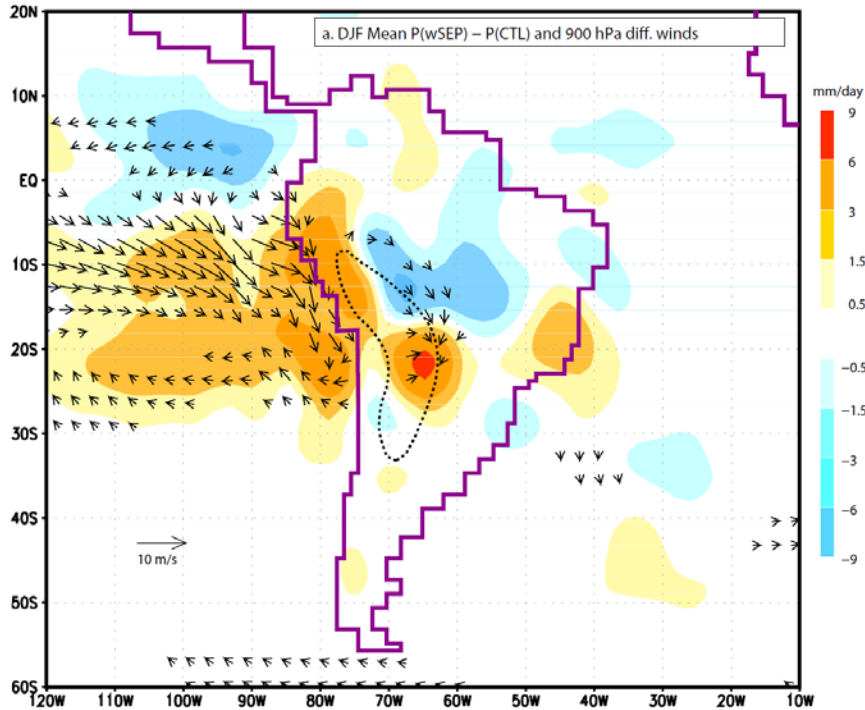 a. DJF Mean P(wSEP) − P(CTL) and 900 hPa diff. winds
20N
10N
EQ
10S
20S
30S
40S
50S
60S
120W 110W 100W 90W 80W 70W 60W 50W 40W 30W 20W 10W
10 m/s
mm/day
9
6
3
1.5
0.5
−0.5
−1.5
−3
−6
−9